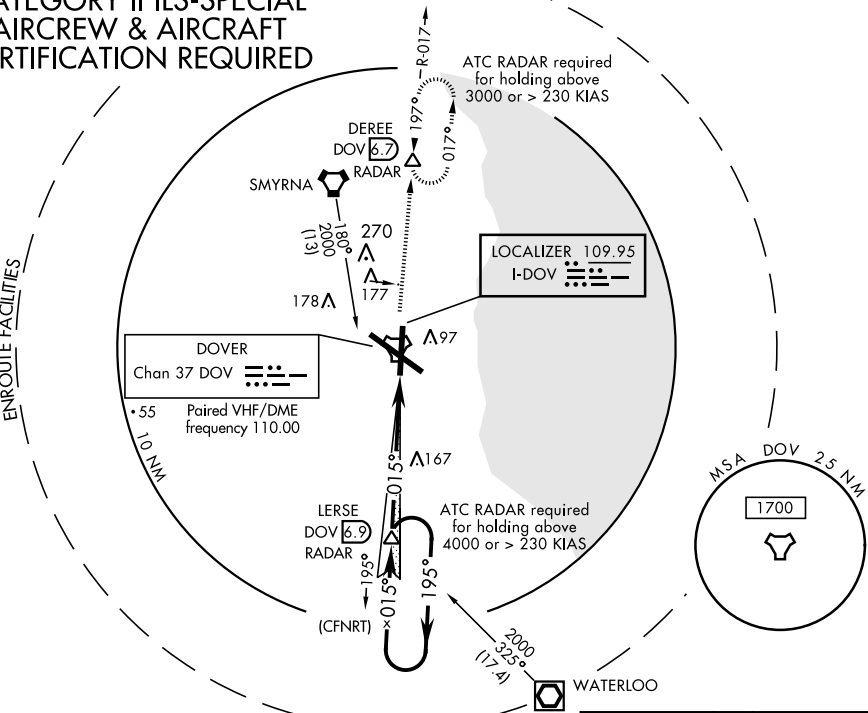 ATEGORY II ILS-SPECIAL
AIRCREW & AIRCRAFT
RTIFICATION REQUIRED
R-017
ATC RADAR required
for holding above
3000 or > 230 KIAS
197°
017°
DEREE
DOV 6.7
RADAR
SMYRNA
180°
2000
(13)
270
177
178
LOCALIZER 109.95
I-DOV
97
DOVER
Chan 37 DOV
Paired VHF/DME
frequency 110.00
55
10 NM
ENROUTE FACILITIES
015°
167
LERSE
DOV 6.9
RADAR
ATC RADAR required
for holding above
4000 or > 230 KIAS
195°
015°
195°
(CFNRT)
2000
325°
(17.4)
WATERLOO
MSA DOV 25 NM
1700